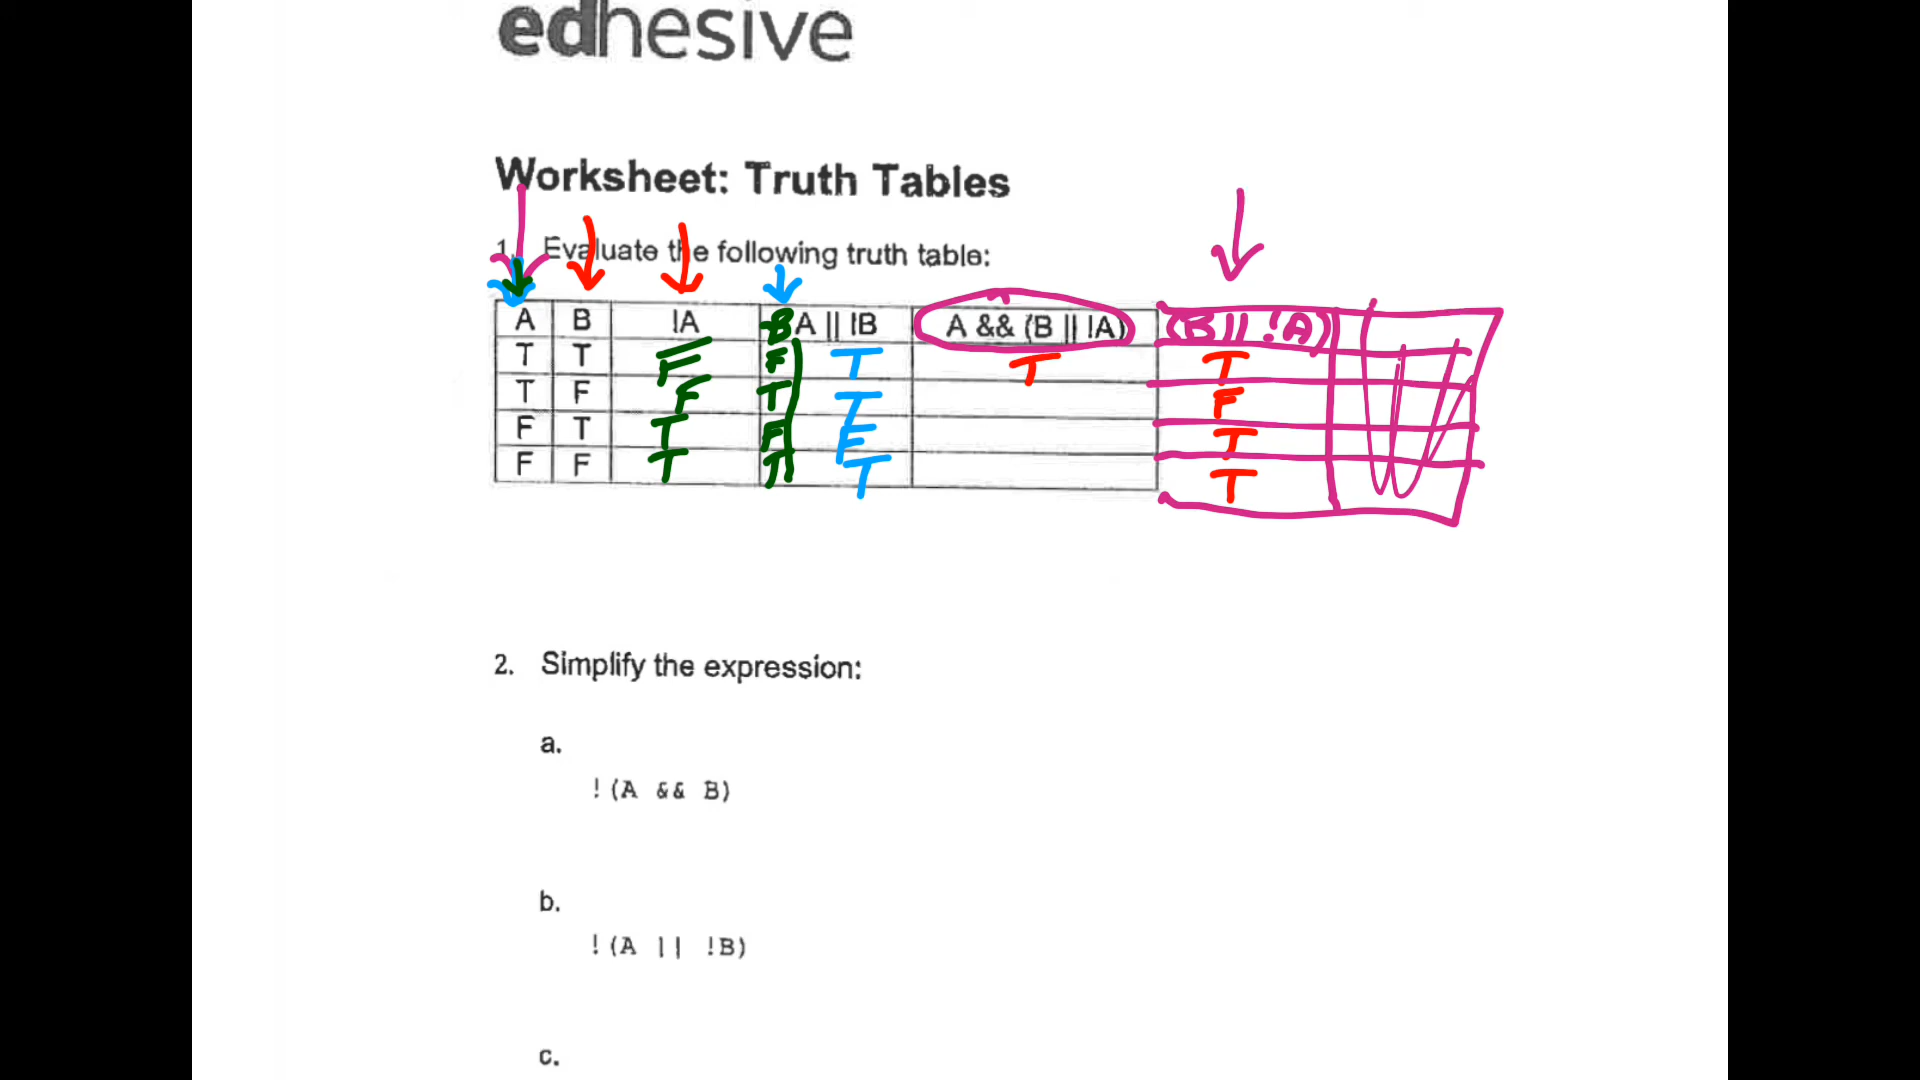 edhesive
Worksheet: Truth Tables
1. Evaluate the following truth table:
A B !A !B A || !B A && (B || !A) (B || !A)
T T F F T T T
T F F T T F
F T T F F T
F F T T T T
2. Simplify the expression:
a.
!(A && B)
b.
!(A || !B)
c.